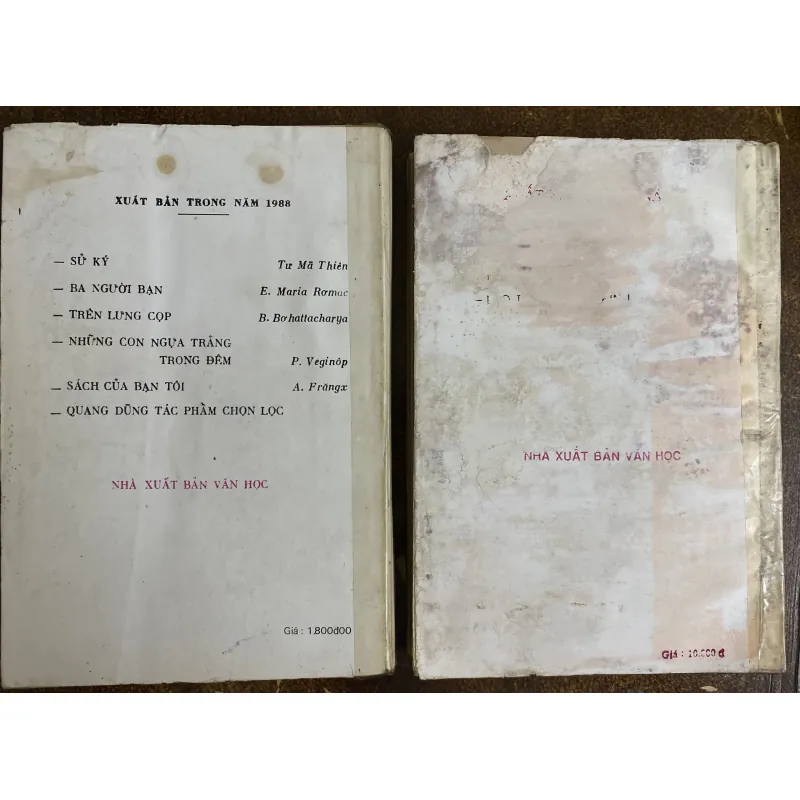 XUẤT BẢN TRONG NĂM 1988
— SỬ KÝ Tư Mã Thiên
— BA NGƯỜI BẠN E. Maria Rơmac
— TRÊN LƯNG CỌP B. Bơhattacharya
— NHỮNG CON NGỰA TRẮNG
TRONG ĐÊM P. Vêginôp
— SÁCH CỦA BẠN TÔI A. Frăngx
— QUANG DŨNG TÁC PHẨM CHỌN LỌC
NHÀ XUẤT BẢN VĂN HỌC
Giá : 1.800đ00
NHÀ XUẤT BẢN VĂN HỌC
Giá :